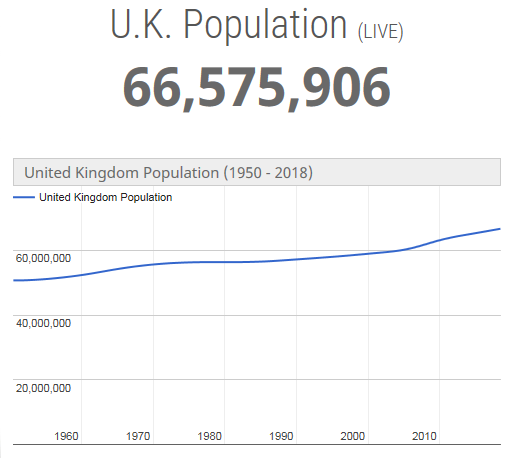 U.K. Population (LIVE)
66,575,906
United Kingdom Population (1950 - 2018)
United Kingdom Population
60,000,000
40,000,000
20,000,000
1960 1970 1980 1990 2000 2010